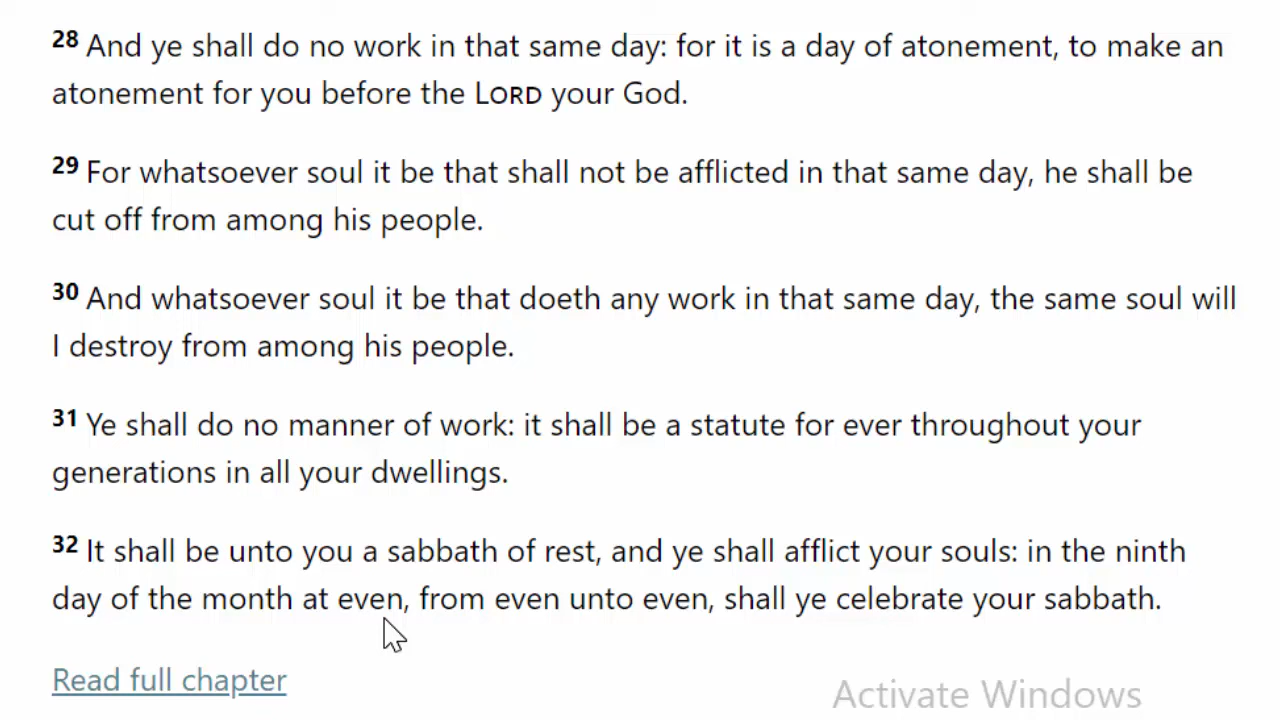 28 And ye shall do no work in that same day: for it is a day of atonement, to make an
atonement for you before the LORD your God.
29 For whatsoever soul it be that shall not be afflicted in that same day, he shall be
cut off from among his people.
30 And whatsoever soul it be that doeth any work in that same day, the same soul will
I destroy from among his people.
31 Ye shall do no manner of work: it shall be a statute for ever throughout your
generations in all your dwellings.
32 It shall be unto you a sabbath of rest, and ye shall afflict your souls: in the ninth
day of the month at even, from even unto even, shall ye celebrate your sabbath.
Read full chapter
Activate Windows